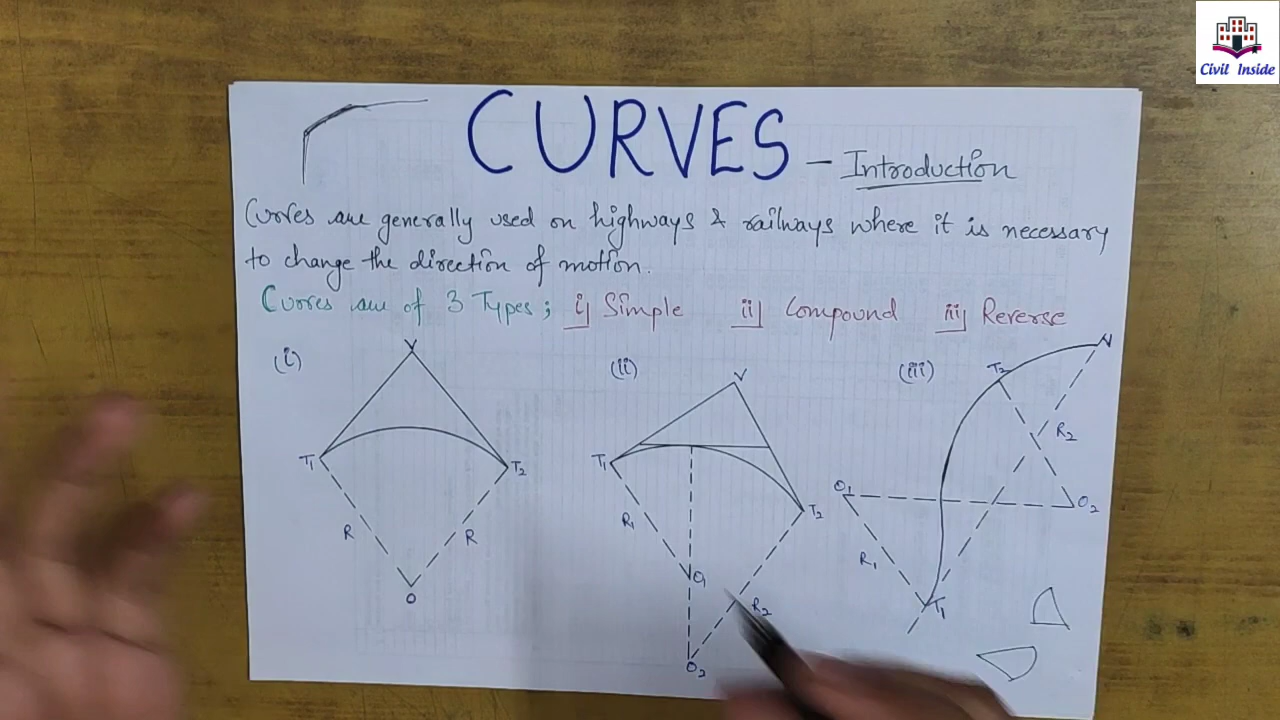 Civil Inside
CURVES - Introduction
Curves are generally used on highways & railways where it is necessary
to change the direction of motion.
Curves are of 3 Types; i] Simple ii] Compound iii] Reverse
(i) V T1 T2 R R O
(ii) V T1 T2 R1 O1 R2 O2
(iii) V T2 R2 O1 O2 R1 T1